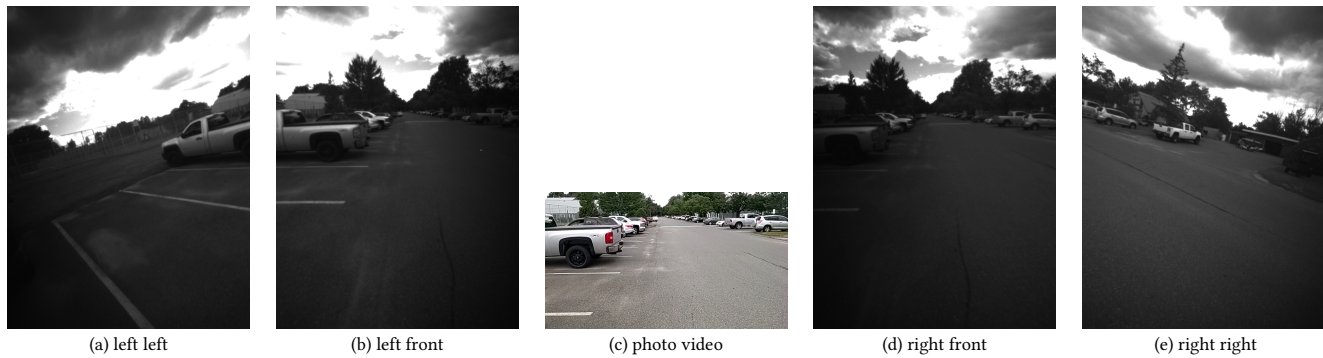 (a) left left
(b) left front
(c) photo video
(d) right front
(e) right right